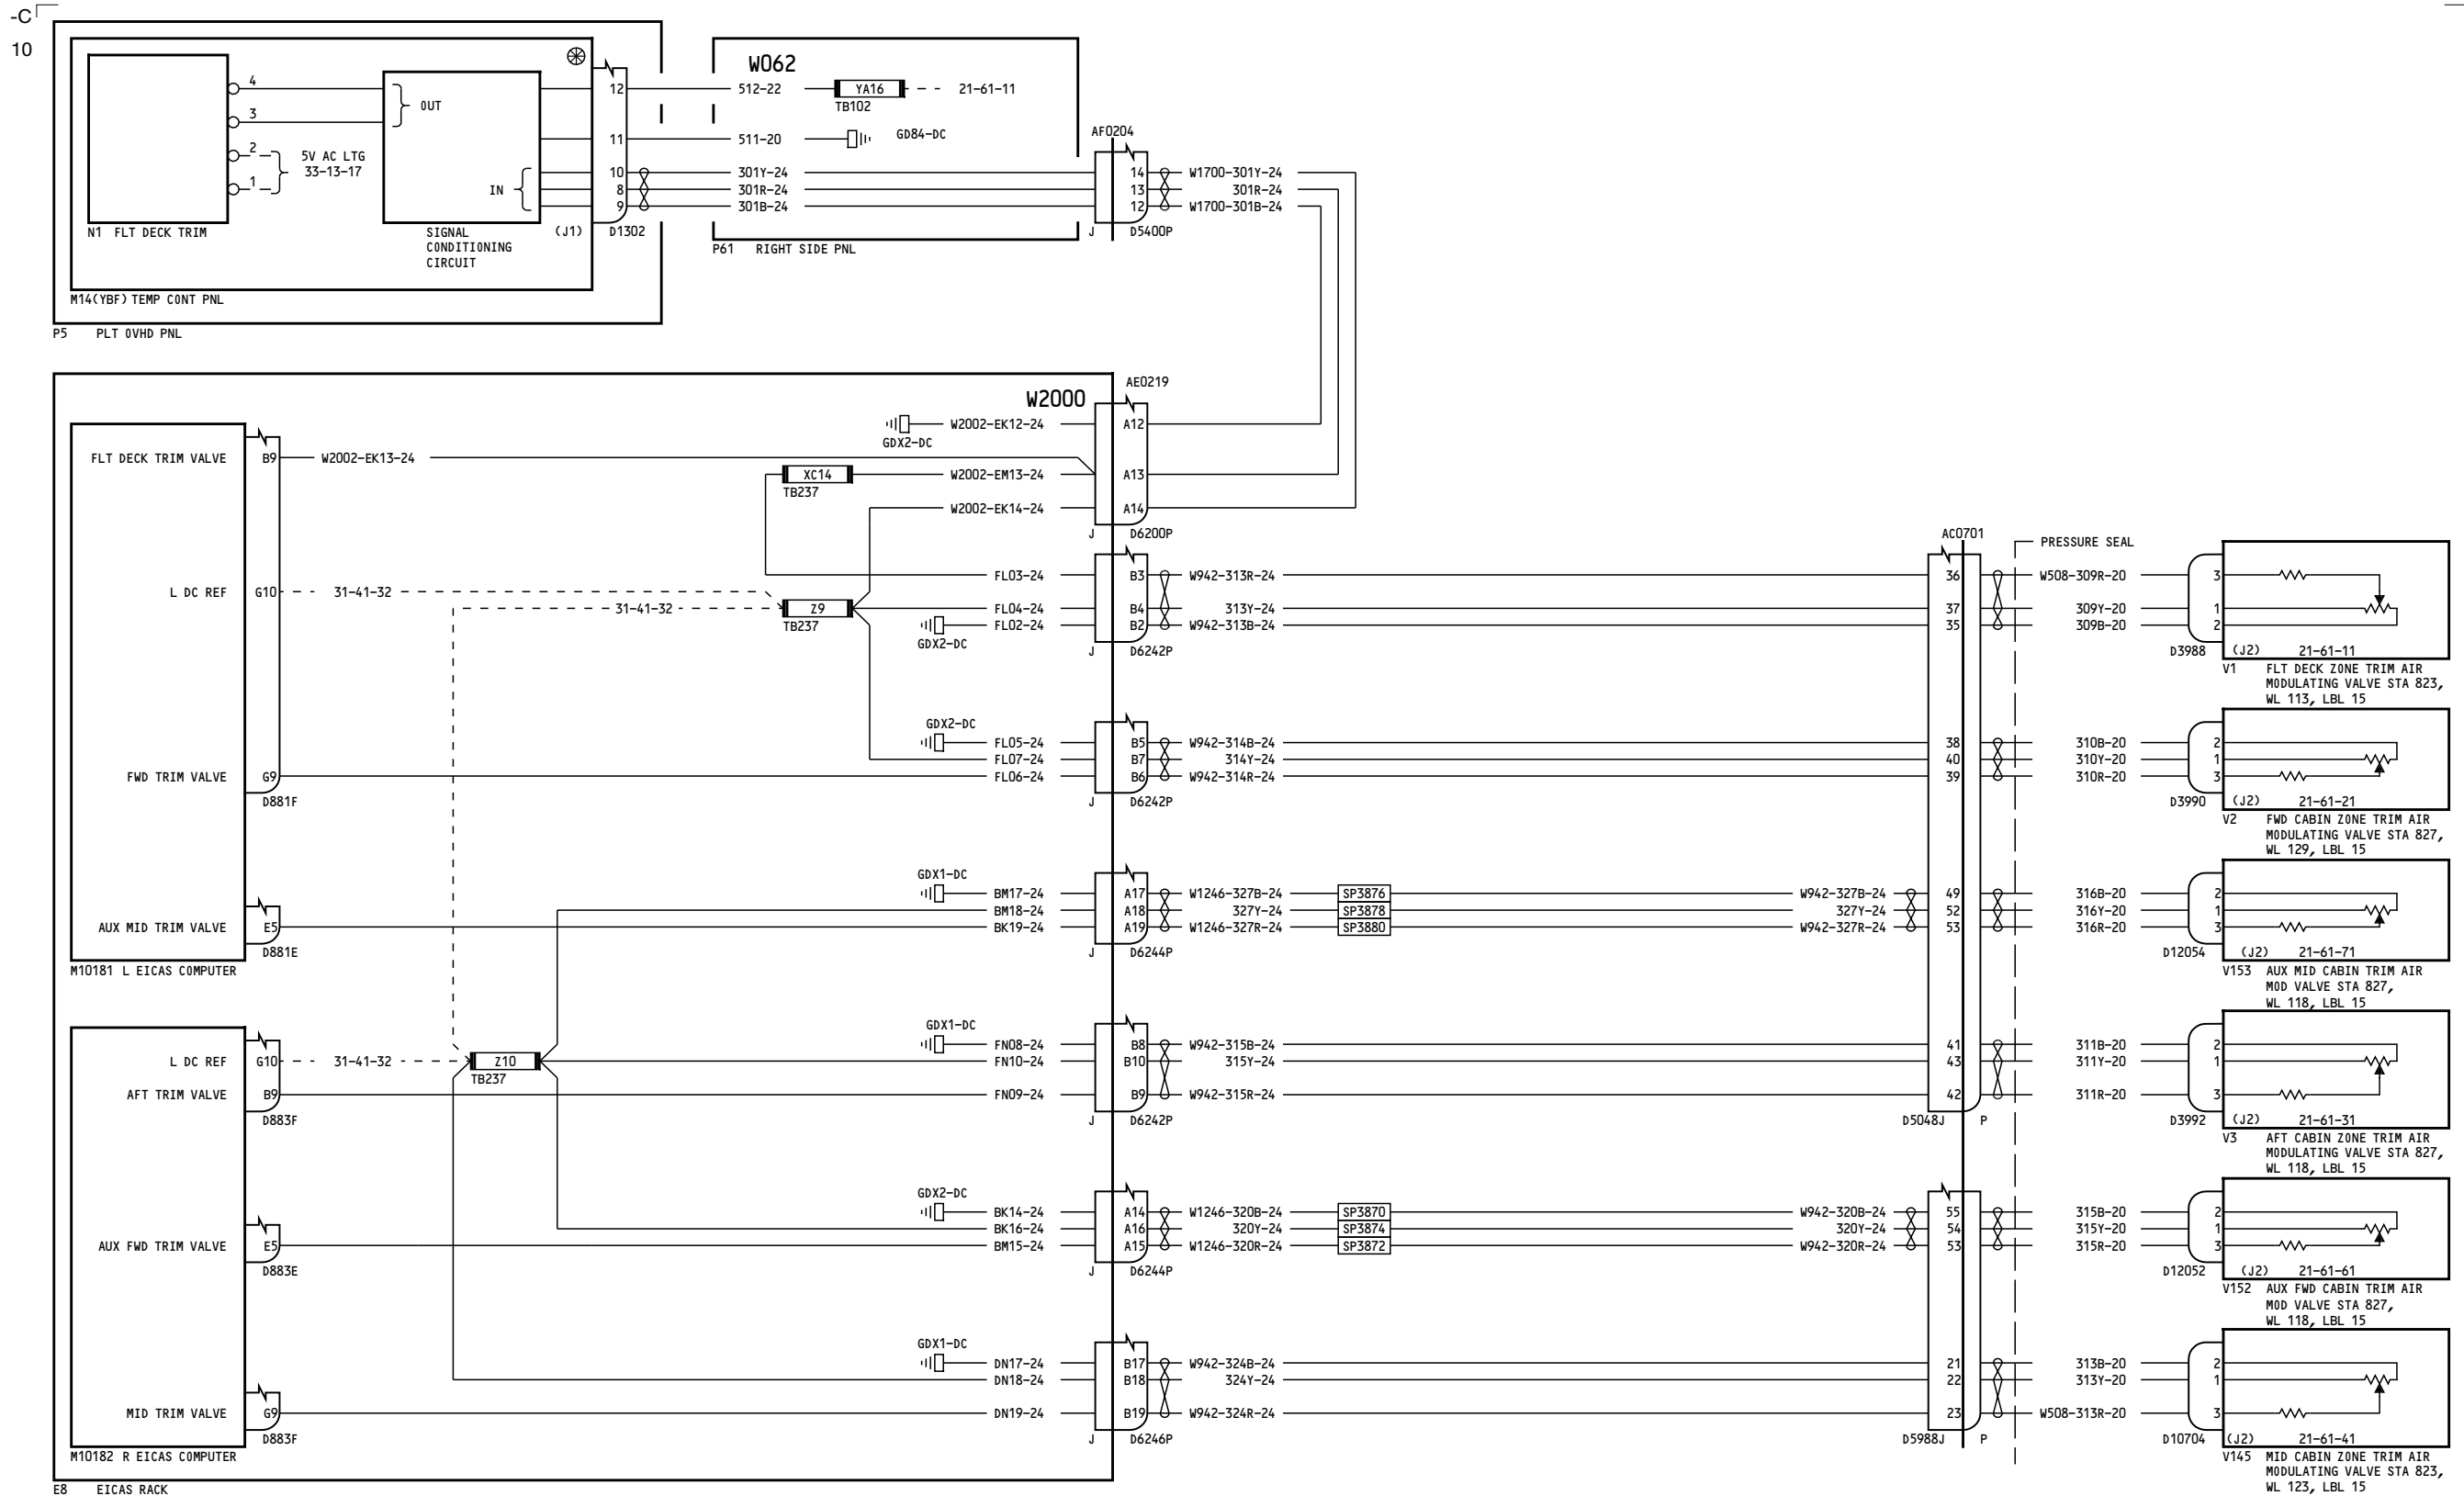 -C
10
W062
4
OUT
12
512-22
YA16
21-61-11
TB102
3
11
511-20
GD84-DC
AF0204
2
5V AC LTG
33-13-17
1
IN
10
301Y-24
14
W1700-301Y-24
8
301R-24
13
301R-24
9
301B-24
12
W1700-301B-24
N1 FLT DECK TRIM
SIGNAL
CONDITIONING
CIRCUIT
(J1)
D1302
J
D5400P
P61 RIGHT SIDE PNL
M14(YBF) TEMP CONT PNL
P5 PLT OVHD PNL
W2000
AE0219
W2002-EK12-24
A12
GDX2-DC
FLT DECK TRIM VALVE
B9
W2002-EK13-24
XC14
W2002-EM13-24
A13
TB237
W2002-EK14-24
A14
J
D6200P
AC0701
PRESSURE SEAL
FL03-24
B3
W942-313R-24
36
W508-309R-20
3
L DC REF
G10
31-41-32
31-41-32
Z9
TB237
FL04-24
B4
313Y-24
37
309Y-20
1
FL02-24
B2
W942-313B-24
35
309B-20
2
GDX2-DC
J
D6242P
D3988
(J2)
21-61-11
V1 FLT DECK ZONE TRIM AIR
MODULATING VALVE STA 823,
WL 113, LBL 15
GDX2-DC
FL05-24
B5
W942-314B-24
38
310B-20
2
FL07-24
B7
314Y-24
40
310Y-20
1
FWD TRIM VALVE
G9
FL06-24
B6
W942-314R-24
39
310R-20
3
D881F
J
D6242P
D3990
(J2)
21-61-21
V2 FWD CABIN ZONE TRIM AIR
MODULATING VALVE STA 827,
WL 129, LBL 15
GDX1-DC
BM17-24
A17
W1246-327B-24
SP3876
W942-327B-24
49
316B-20
2
BM18-24
A18
327Y-24
SP3878
327Y-24
52
316Y-20
1
AUX MID TRIM VALVE
E5
BK19-24
A19
W1246-327R-24
SP3880
W942-327R-24
53
316R-20
3
D881E
J
D6244P
D12054
(J2)
21-61-71
M10181 L EICAS COMPUTER
V153 AUX MID CABIN TRIM AIR
MOD VALVE STA 827,
WL 118, LBL 15
GDX1-DC
FN08-24
B8
W942-315B-24
41
311B-20
2
L DC REF
G10
31-41-32
Z10
TB237
FN10-24
B10
315Y-24
43
311Y-20
1
AFT TRIM VALVE
B9
FN09-24
B9
W942-315R-24
42
311R-20
3
D883F
J
D6242P
D5048J
P
D3992
(J2)
21-61-31
V3 AFT CABIN ZONE TRIM AIR
MODULATING VALVE STA 827,
WL 118, LBL 15
GDX2-DC
BK14-24
A14
W1246-320B-24
SP3870
W942-320B-24
55
315B-20
2
BK16-24
A16
320Y-24
SP3874
320Y-24
54
315Y-20
1
AUX FWD TRIM VALVE
E5
BM15-24
A15
W1246-320R-24
SP3872
W942-320R-24
53
315R-20
3
D883E
J
D6244P
D12052
(J2)
21-61-61
V152 AUX FWD CABIN TRIM AIR
MOD VALVE STA 827,
WL 118, LBL 15
GDX1-DC
DN17-24
B17
W942-324B-24
21
313B-20
2
DN18-24
B18
324Y-24
22
313Y-20
1
MID TRIM VALVE
G9
DN19-24
B19
W942-324R-24
23
W508-313R-20
3
D883F
J
D6246P
D5988J
P
D10704
(J2)
21-61-41
M10182 R EICAS COMPUTER
V145 MID CABIN ZONE TRIM AIR
MODULATING VALVE STA 823,
WL 123, LBL 15
E8 EICAS RACK